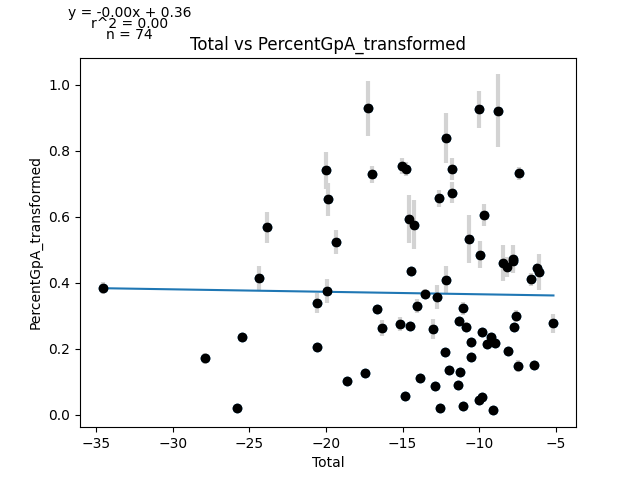 y = -0.00x + 0.36
r^2 = 0.00
n = 74
Total vs PercentGpA_transformed
PercentGpA_transformed
1.0
0.8
0.6
0.4
0.2
0.0
−35
−30
−25
−20
−15
−10
−5
Total